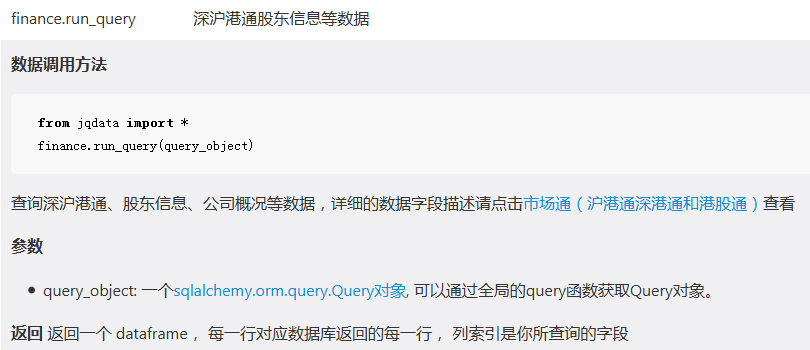 finance.run_query 深沪港通股东信息等数据
数据调用方法
from jqdata import *
finance.run_query(query_object)
查询深沪港通、股东信息、公司概况等数据，详细的数据字段描述请点击市场通（沪港通深港通和港股通）查看
参数
● query_object: 一个sqlalchemy.orm.query.Query对象, 可以通过全局的query函数获取Query对象。
返回 返回一个 dataframe， 每一行对应数据库返回的每一行， 列索引是你所查询的字段